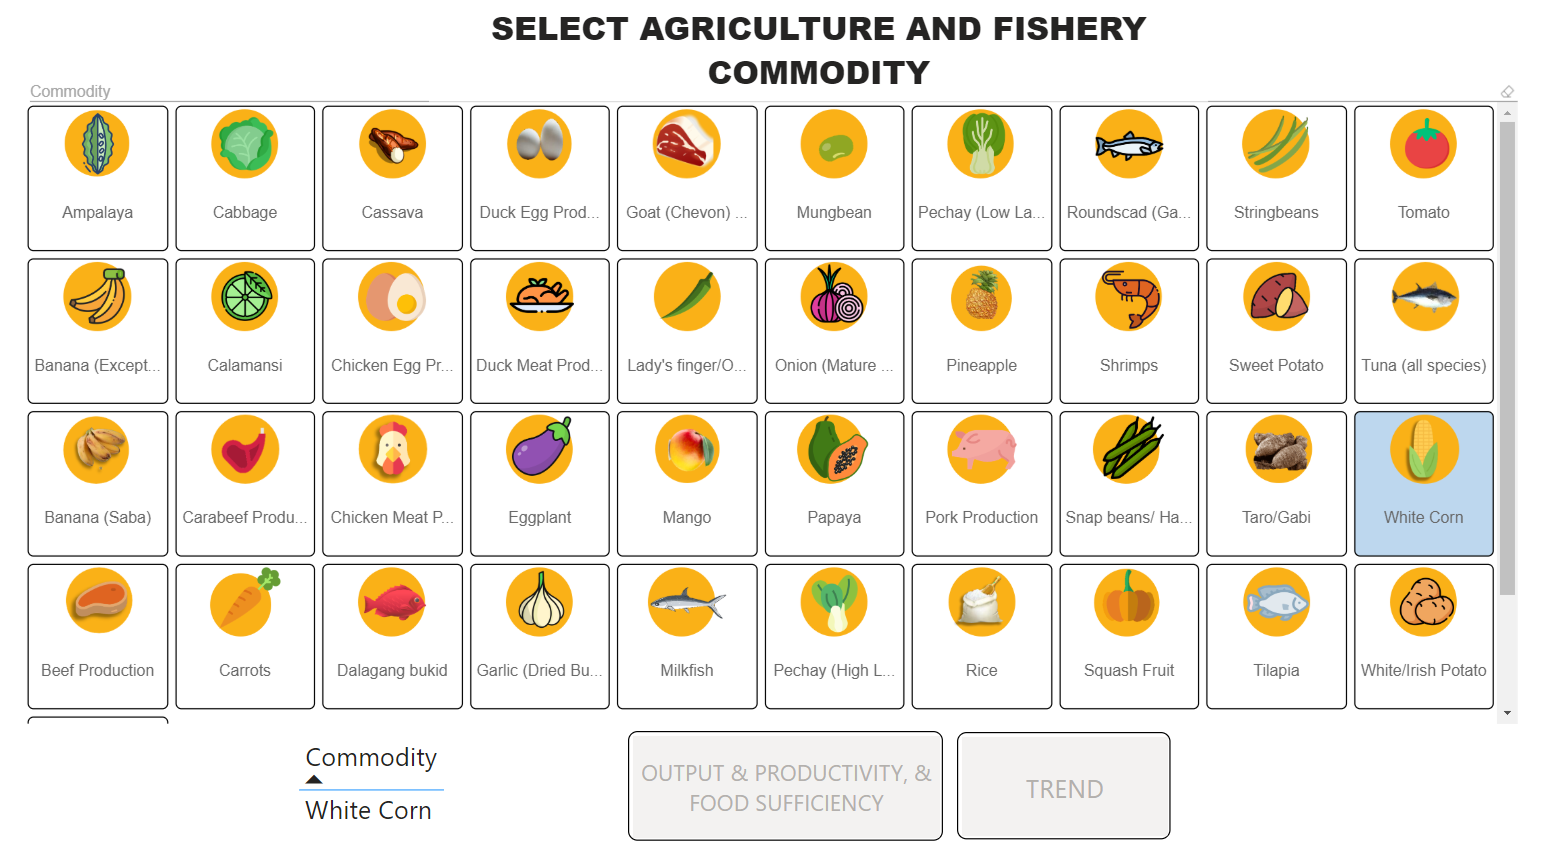 SELECT AGRICULTURE AND FISHERY
COMMODITY
Commodity
Ampalaya
Cabbage
Cassava
Duck Egg Prod...
Goat (Chevon) ...
Mungbean
Pechay (Low La...
Roundscad (Ga...
Stringbeans
Tomato
Banana (Except...
Calamansi
Chicken Egg Pr...
Duck Meat Prod...
Lady's finger/O...
Onion (Mature ...
Pineapple
Shrimps
Sweet Potato
Tuna (all species)
Banana (Saba)
Carabeef Produ...
Chicken Meat P...
Eggplant
Mango
Papaya
Pork Production
Snap beans/ Ha...
Taro/Gabi
White Corn
Beef Production
Carrots
Dalagang bukid
Garlic (Dried Bu...
Milkfish
Pechay (High L...
Rice
Squash Fruit
Tilapia
White/Irish Potato
Commodity
White Corn
OUTPUT & PRODUCTIVITY, &
FOOD SUFFICIENCY
TREND